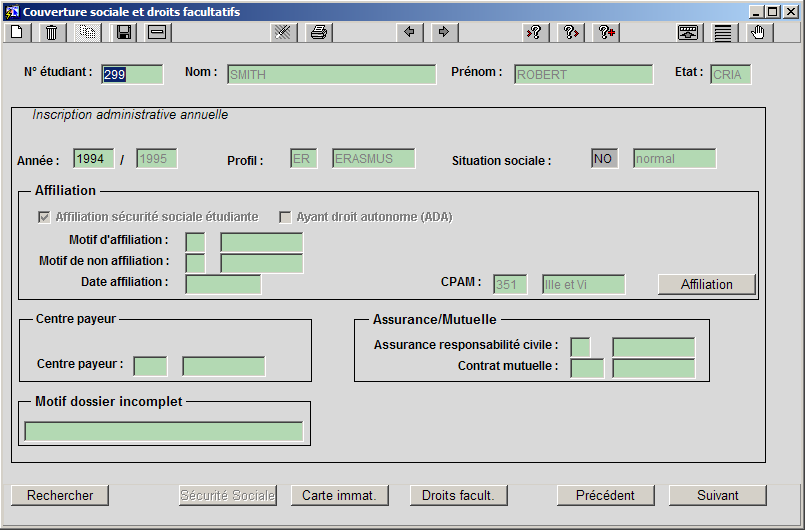 Couverture sociale et droits facultatifs
N° étudiant : 299 Nom : SMITH Prénom : ROBERT Etat : CRIA
Inscription administrative annuelle
Année : 1994 / 1995 Profil : ER ERASMUS Situation sociale : NO normal
Affiliation
Affiliation sécurité sociale étudiante Ayant droit autonome (ADA)
Motif d'affiliation :
Motif de non affiliation :
Date affiliation : CPAM : 351 Ille et Vi Affiliation
Centre payeur Assurance/Mutuelle
Assurance responsabilité civile :
Centre payeur : Contrat mutuelle :
Motif dossier incomplet
Rechercher Sécurité Sociale Carte immat. Droits facult. Précédent Suivant